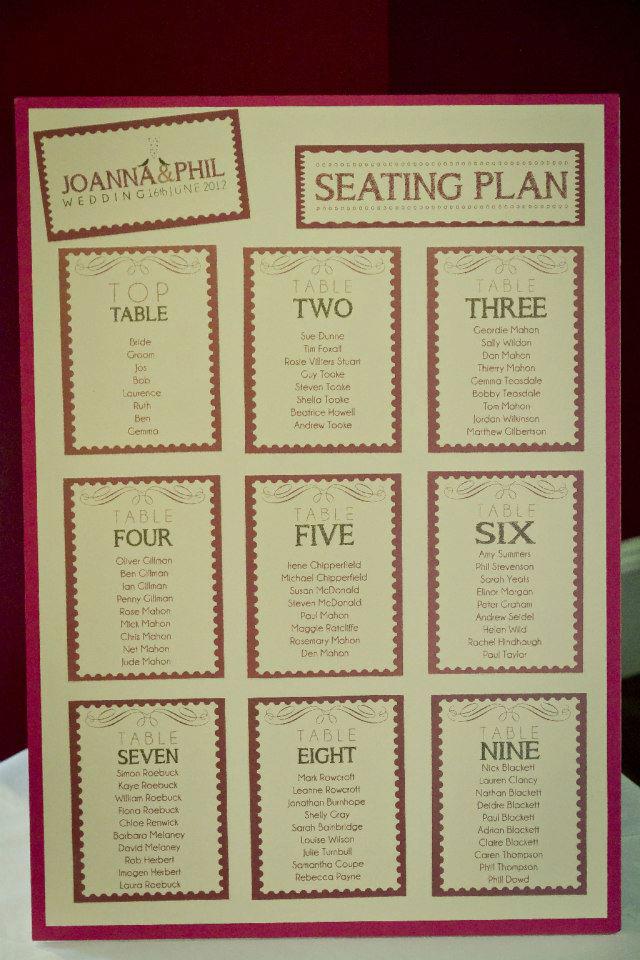 JOANNA&PHIL
WEDDING 16th JUNE 2012
SEATING PLAN
TOP
TABLE
Bride
Groom
Jos
Bob
Laurence
Ruth
Ben
Gemma
TABLE
TWO
Sue Dunne
Tim Foxall
Rosie Villiers Stuart
Guy Tooke
Steven Tooke
Shella Tooke
Beatrice Howell
Andrew Tooke
TABLE
THREE
Geordie Mahon
Sally Wildon
Dan Mahon
Thierry Mahon
Gemma Teasdale
Bobby Teasdale
Tom Mahon
Jordan Wilkinson
Matthew Gilbertson
TABLE
FOUR
Oliver Gillman
Ben Gillman
Ian Gillman
Penny Gillman
Rose Mahon
Mick Mahon
Chris Mahon
Net Mahon
Jude Mahon
TABLE
FIVE
Irene Chipperfield
Michael Chipperfield
Susan McDonald
Steven McDonald
Paul Mahon
Maggie Ratcliffe
Rosemary Mahon
Den Mahon
TABLE
SIX
Amy Summers
Phil Stevenson
Sarah Yeats
Elinor Morgan
Peter Graham
Andrew Seidel
Helen Wild
Rachel Hindhaugh
Paul Taylor
TABLE
SEVEN
Simon Roebuck
Kaye Roebuck
William Roebuck
Fiona Roebuck
Chloe Renwick
Barbara Melaney
David Melaney
Rob Herbert
Imogen Herbert
Laura Roebuck
TABLE
EIGHT
Mark Rowcroft
Leanne Rowcroft
Jonathan Burnhope
Shelly Gray
Sarah Bainbridge
Louise Wilson
Julie Turnbull
Samantha Coupe
Rebecca Payne
TABLE
NINE
Nick Blackett
Lauren Clancy
Nathan Blackett
Deidre Blackett
Paul Blackett
Adrian Blackett
Claire Blackett
Caren Thompson
Phil Thompson
Phill Dowd